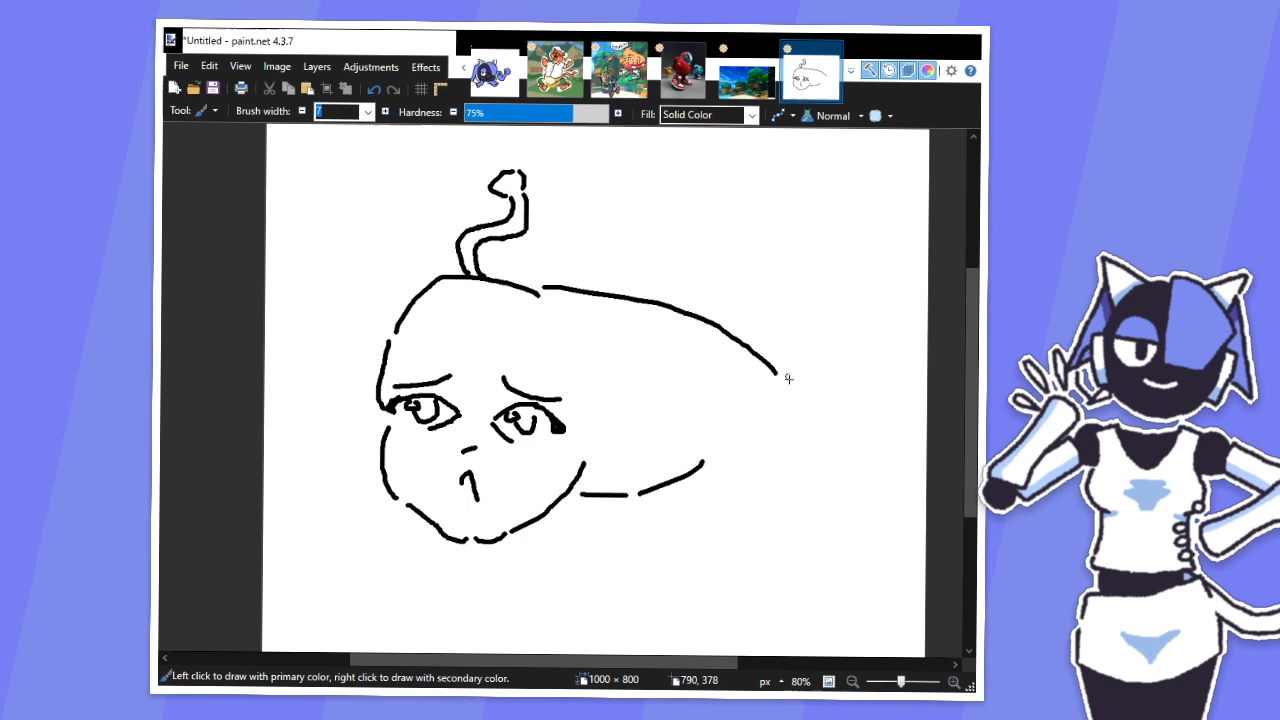 *Untitled - paint.net 4.3.7
File Edit View Image Layers Adjustments Effects
Tool: Brush width: 7 Hardness: 75% Fill: Solid Color Normal
Left click to draw with primary color, right click to draw with secondary color. 1000 × 800 790, 378 px 80%